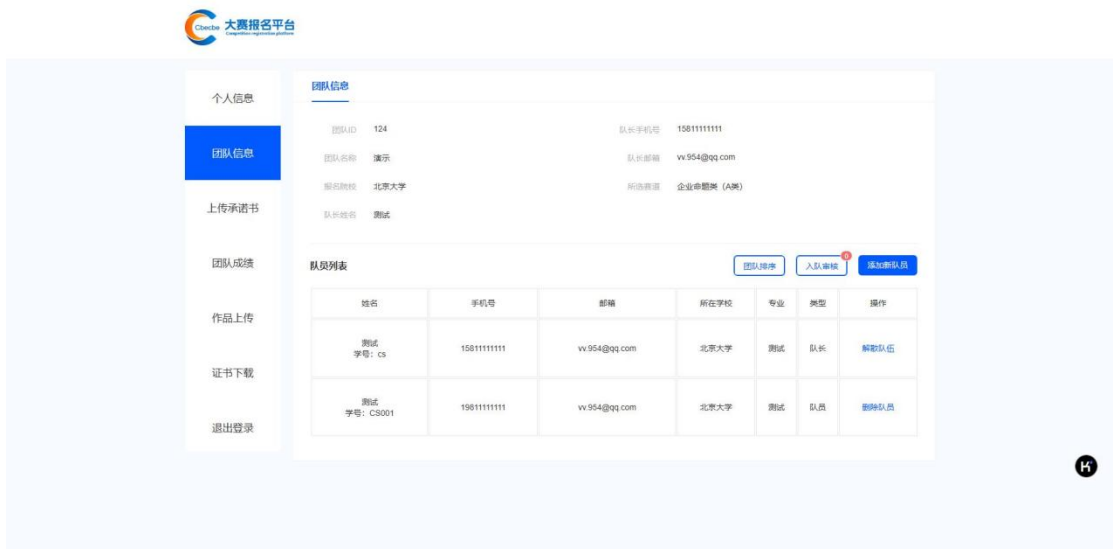 Cbecbe 大赛报名平台
Competition registration platform
个人信息
团队信息
上传承诺书
团队成绩
作品上传
证书下载
退出登录
团队信息
团队ID 124 队长手机号 15811111111
团队名称 演示 队长邮箱 vv.954@qq.com
报名院校 北京大学 所选赛道 企业命题类（A类）
队长姓名 测试
队员列表 团队排序 入队审核 0 添加新队员
姓名 手机号 邮箱 所在学校 专业 类型 操作
测试
学号：cs 15811111111 vv.954@qq.com 北京大学 测试 队长 解散队伍
测试
学号：CS001 19811111111 vv.954@qq.com 北京大学 测试 队员 删除队员
K